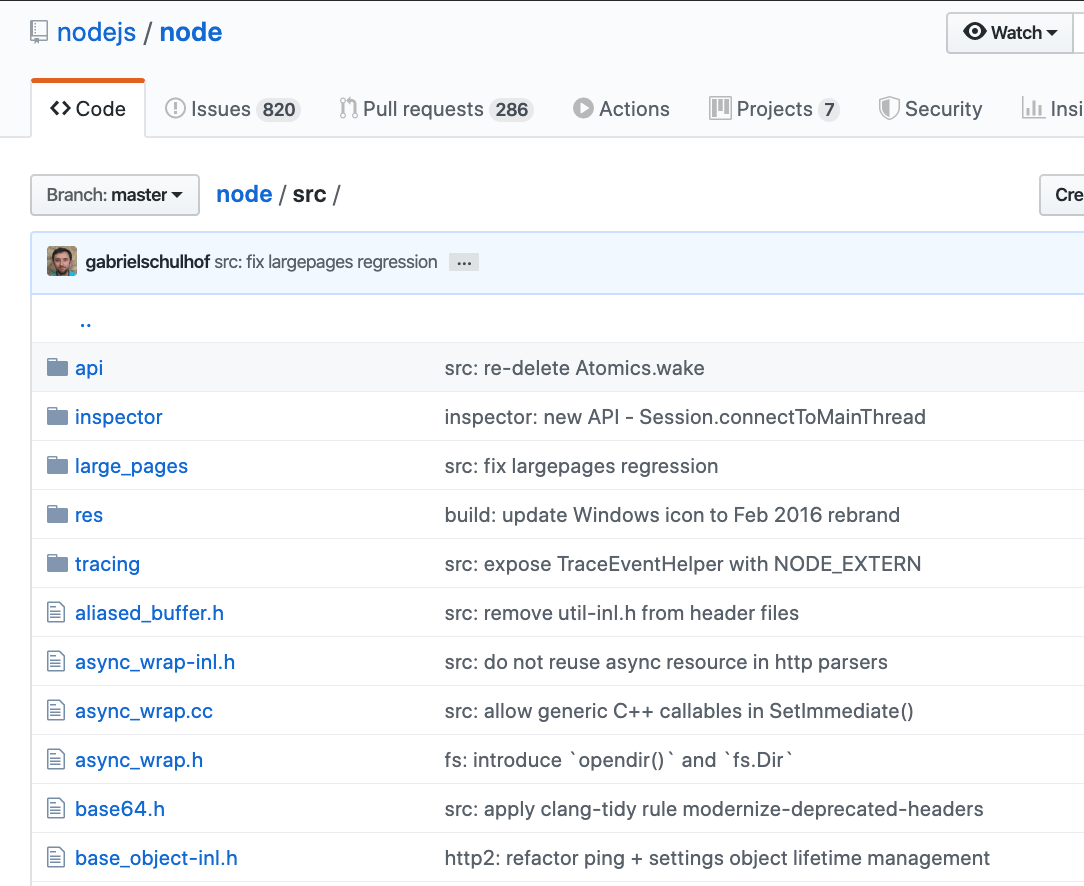 nodejs / node
Watch
Code
Issues 820
Pull requests 286
Actions
Projects 7
Security
Insi
Branch: master
node / src /
Cre
gabrielschulhof src: fix largepages regression ...
..
api src: re-delete Atomics.wake
inspector inspector: new API - Session.connectToMainThread
large_pages src: fix largepages regression
res build: update Windows icon to Feb 2016 rebrand
tracing src: expose TraceEventHelper with NODE_EXTERN
aliased_buffer.h src: remove util-inl.h from header files
async_wrap-inl.h src: do not reuse async resource in http parsers
async_wrap.cc src: allow generic C++ callables in SetImmediate()
async_wrap.h fs: introduce `opendir()` and `fs.Dir`
base64.h src: apply clang-tidy rule modernize-deprecated-headers
base_object-inl.h http2: refactor ping + settings object lifetime management